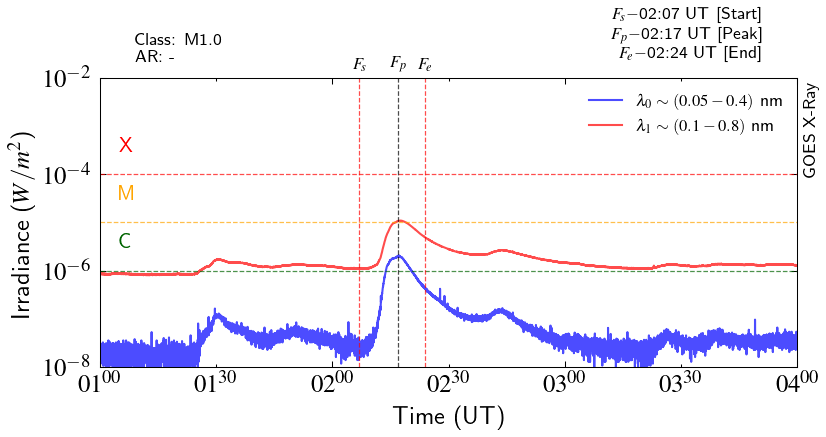 F_s−02:07 UT [Start]
Class: M1.0
F_p−02:17 UT [Peak]
AR: -
F_e−02:24 UT [End]
F_s F_p F_e
10^−2
λ_0 ∼ (0.05 − 0.4) nm
λ_1 ∼ (0.1 − 0.8) nm
GOES X-Ray
X
10^−4
M
Irradiance (W/m^2)
C
10^−6
10^−8
01^00 01^30 02^00 02^30 03^00 03^30 04^00
Time (UT)